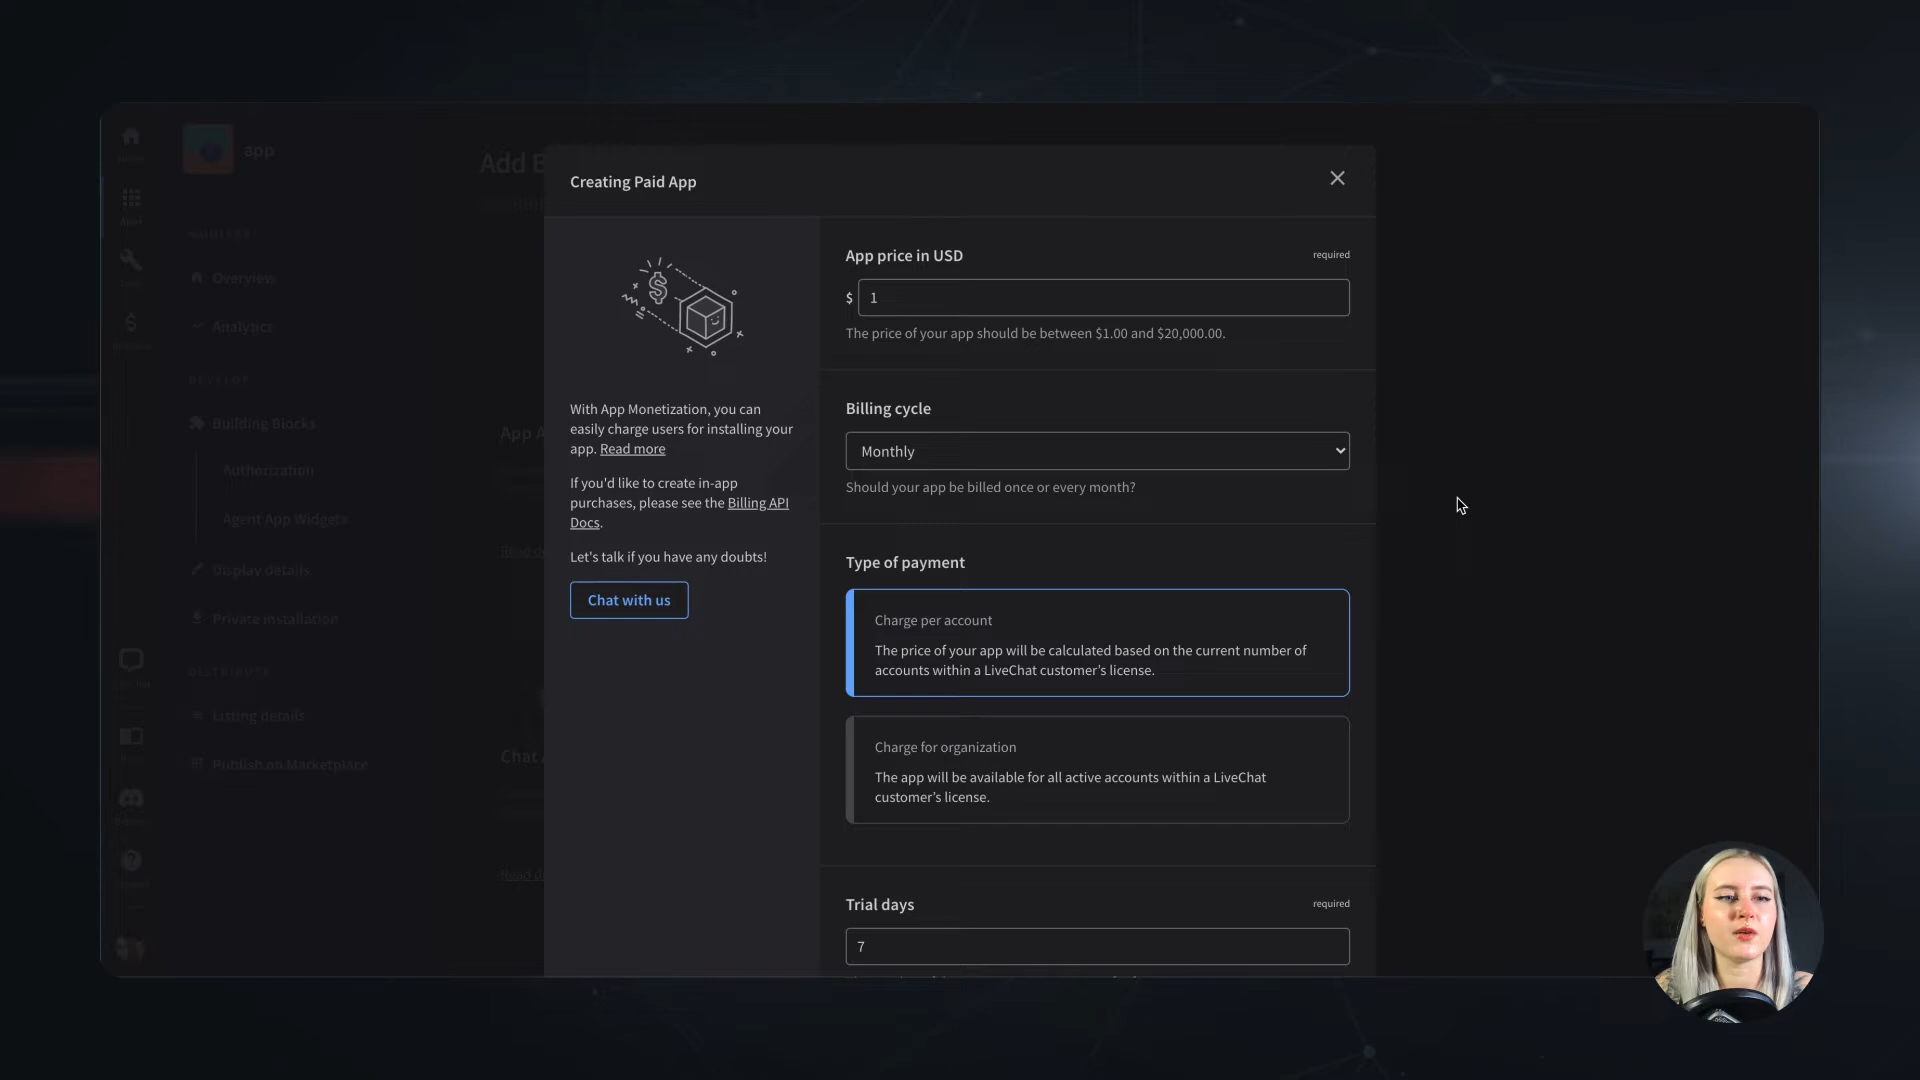 app
Overview
Analytics
DEVELOP
Building Blocks
Authorization
Agent App Widgets
Display details
Private installation
DISTRIBUTE
Listing details
Publish on Marketplace
Add
App
Chat
Creating Paid App
With App Monetization, you can
easily charge users for installing your
app. Read more
If you'd like to create in-app
purchases, please see the Billing API
Docs.
Let's talk if you have any doubts!
Chat with us
App price in USD
required
$ 1
The price of your app should be between $1.00 and $20,000.00.
Billing cycle
Monthly
Should your app be billed once or every month?
Type of payment
Charge per account
The price of your app will be calculated based on the current number of
accounts within a LiveChat customer’s license.
Charge for organization
The app will be available for all active accounts within a LiveChat
customer’s license.
Trial days
required
7